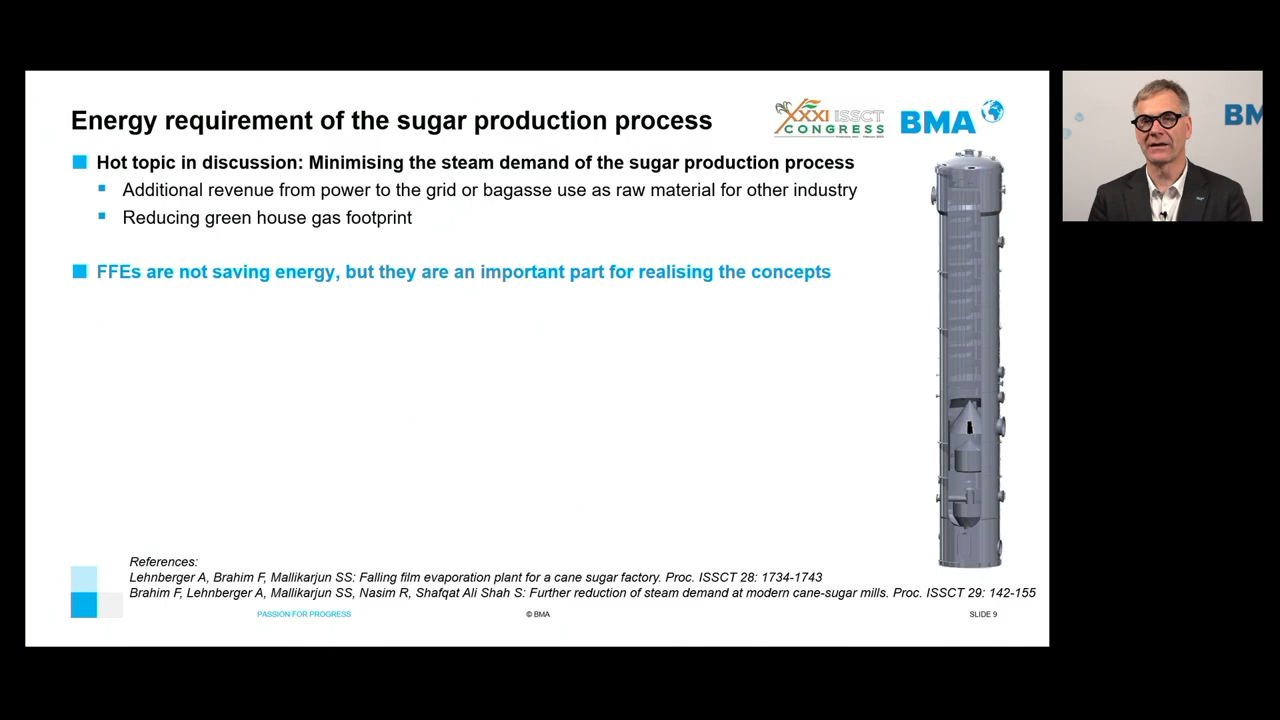 Energy requirement of the sugar production process
XXXI ISSCT
CONGRESS
BMA
Hot topic in discussion: Minimising the steam demand of the sugar production process
Additional revenue from power to the grid or bagasse use as raw material for other industry
Reducing green house gas footprint
FFEs are not saving energy, but they are an important part for realising the concepts
References:
Lehnberger A, Brahim F, Mallikarjun SS: Falling film evaporation plant for a cane sugar factory. Proc. ISSCT 28: 1734-1743
Brahim F, Lehnberger A, Mallikarjun SS, Nasim R, Shafqat Ali Shah S: Further reduction of steam demand at modern cane-sugar mills. Proc. ISSCT 29: 142-155
PASSION FOR PROGRESS
© BMA
SLIDE 9
BM